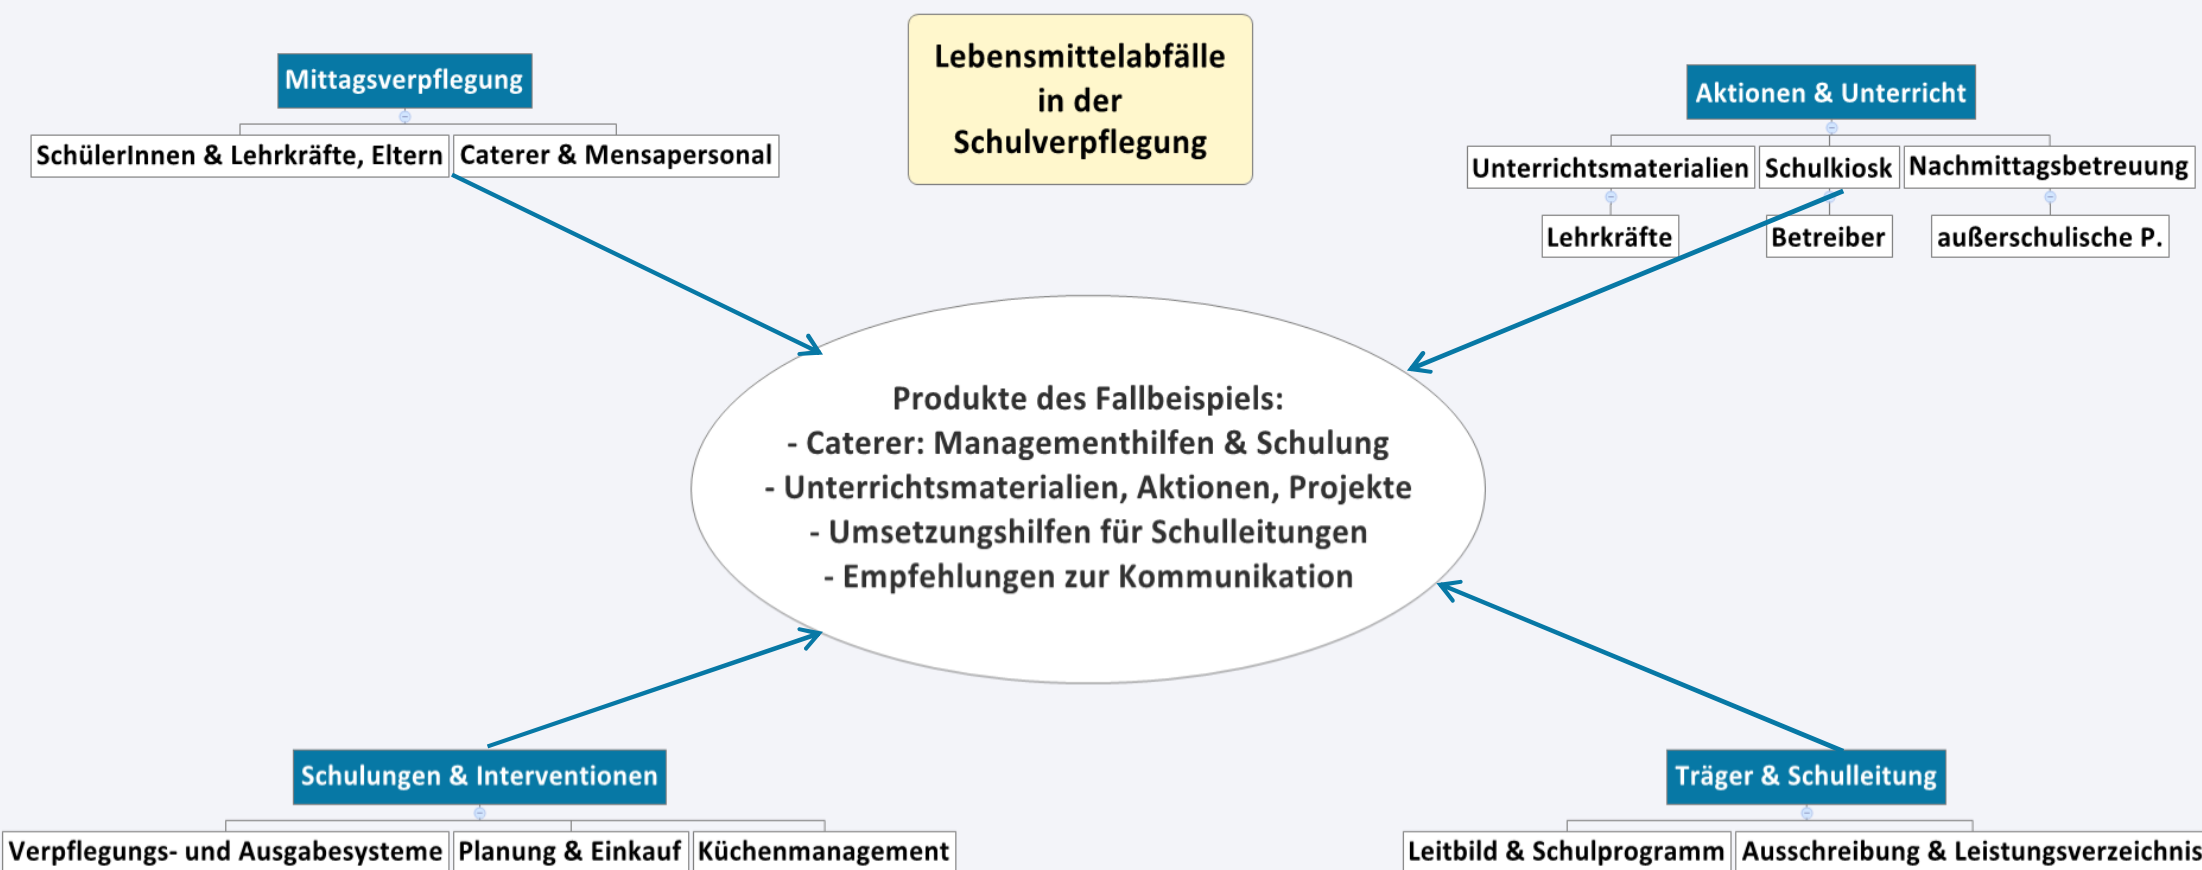 Lebensmittelabfälle
in der
Schulverpflegung
Mittagsverpflegung
SchülerInnen & Lehrkräfte, Eltern
Caterer & Mensapersonal
Aktionen & Unterricht
Unterrichtsmaterialien
Schulkiosk
Nachmittagsbetreuung
Lehrkräfte
Betreiber
außerschulische P.
Produkte des Fallbeispiels:
- Caterer: Managementhilfen & Schulung
- Unterrichtsmaterialien, Aktionen, Projekte
- Umsetzungshilfen für Schulleitungen
- Empfehlungen zur Kommunikation
Schulungen & Interventionen
Verpflegungs- und Ausgabesysteme
Planung & Einkauf
Küchenmanagement
Träger & Schulleitung
Leitbild & Schulprogramm
Ausschreibung & Leistungsverzeichnis